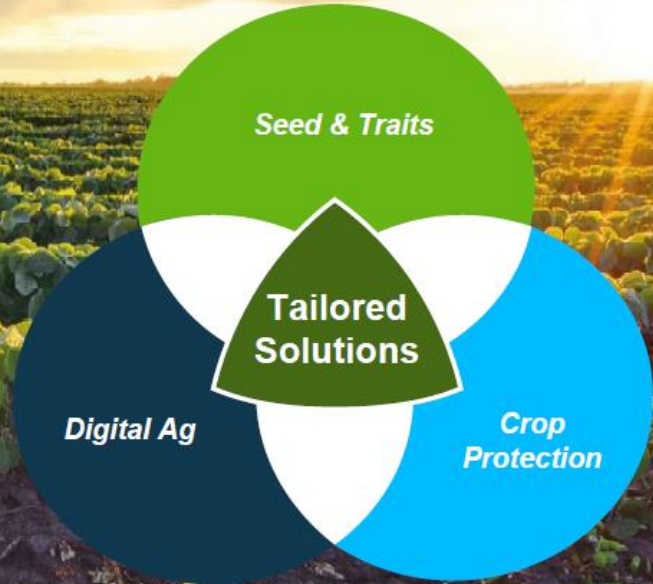 Seed & Traits
Tailored
Solutions
Digital Ag
Crop
Protection